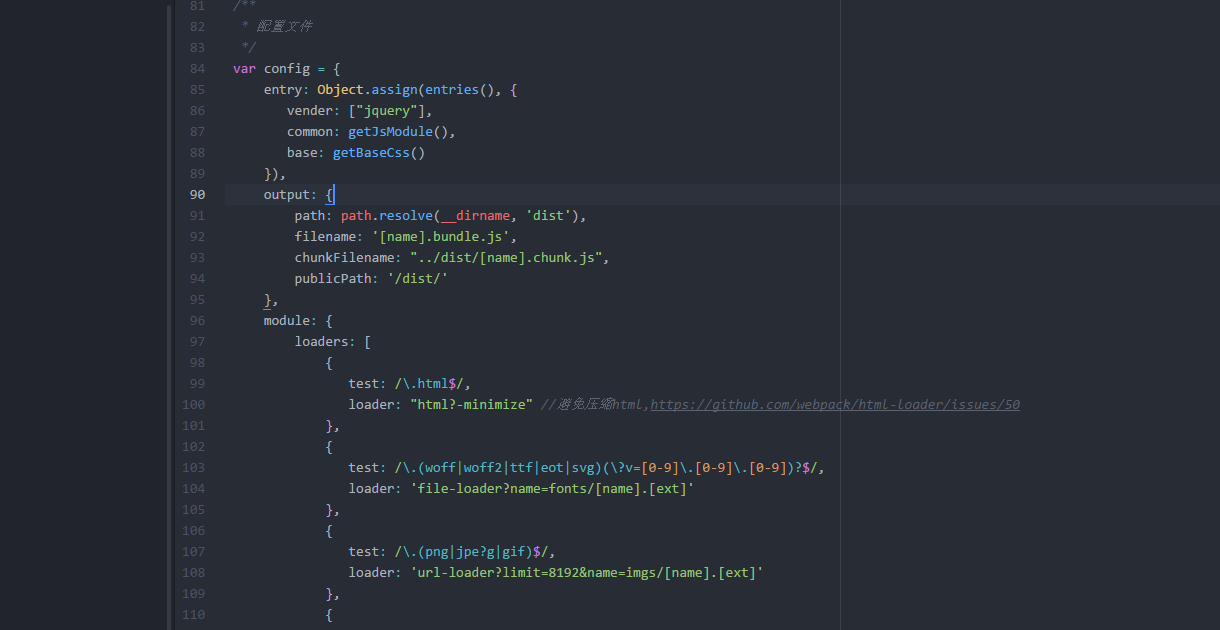 81 /**
82  * 配置文件
83  */
84 var config = {
85     entry: Object.assign(entries(), {
86        vender: ["jquery"],
87        common: getJsModule(),
88        base: getBaseCss()
89     }),
90     output: {
91         path: path.resolve(__dirname, 'dist'),
92         filename: '[name].bundle.js',
93         chunkFilename: "../dist/[name].chunk.js",
94         publicPath: '/dist/'
95     },
96     module: {
97         loaders: [
98             {
99                test: /\.html$/,
100                loader: "html?-minimize" //避免压缩html,https://github.com/webpack/html-loader/issues/50
101             },
102             {
103                test: /\.(woff|woff2|ttf|eot|svg)(\?v=[0-9]\.[0-9]\.[0-9])?$/,
104                loader: 'file-loader?name=fonts/[name].[ext]'
105             },
106             {
107                test: /\.(png|jpe?g|gif)$/,
108                loader: 'url-loader?limit=8192&name=imgs/[name].[ext]'
109             },
110             {